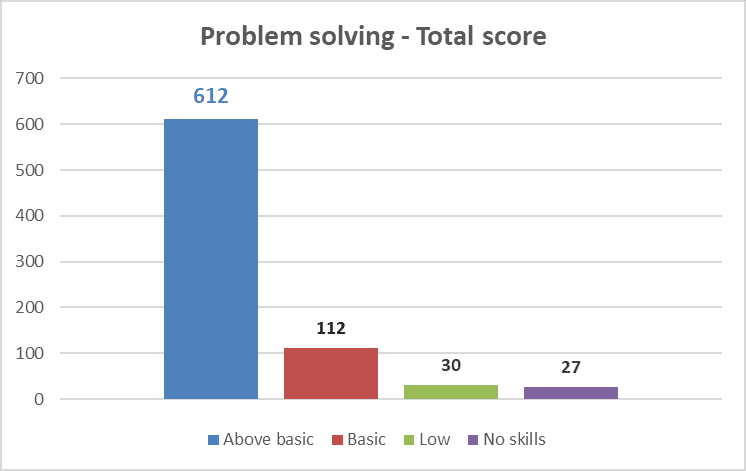 Problem solving - Total score
700
600
500
400
300
200
100
0
612
112
30
27
Above basic
Basic
Low
No skills